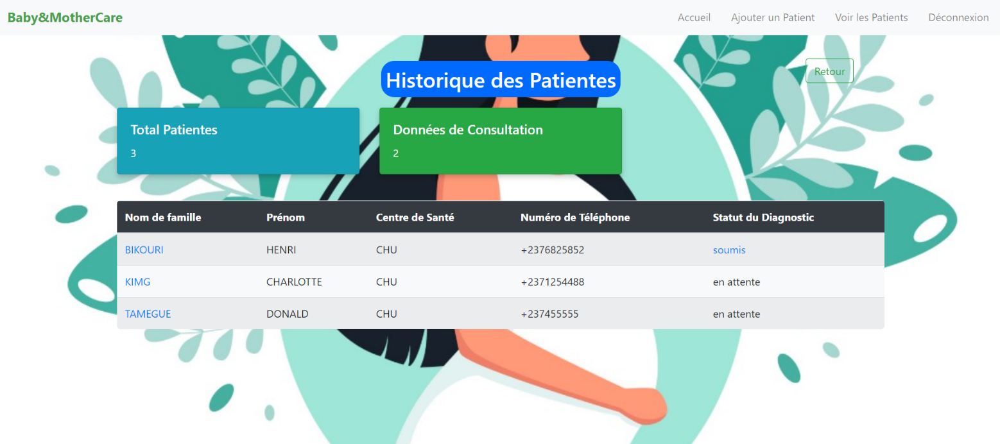 Baby&MotherCare Accueil Ajouter un Patient Voir les Patients Déconnexion
Historique des Patientes Retour
Total Patientes
3
Données de Consultation
2
Nom de famille Prénom Centre de Santé Numéro de Téléphone Statut du Diagnostic
BIKOURI HENRI CHU +2376825852 soumis
KIMG CHARLOTTE CHU +2371254488 en attente
TAMEGUE DONALD CHU +237455555 en attente